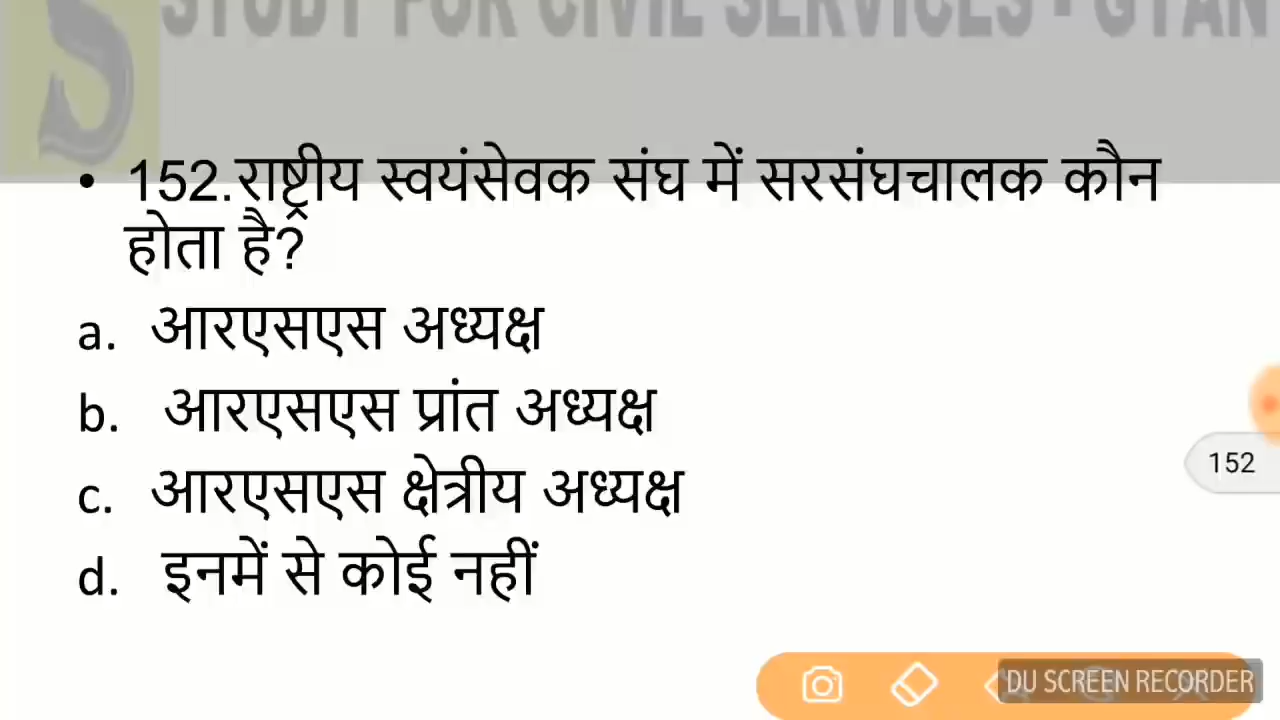 STUDY FOR CIVIL SERVICES - GYAN
• 152.राष्ट्रीय स्वयंसेवक संघ में सरसंघचालक कौन
होता है?
a. आरएसएस अध्यक्ष
b. आरएसएस प्रांत अध्यक्ष
152
c. आरएसएस क्षेत्रीय अध्यक्ष
d. इनमें से कोई नहीं
DU SCREEN RECORDER